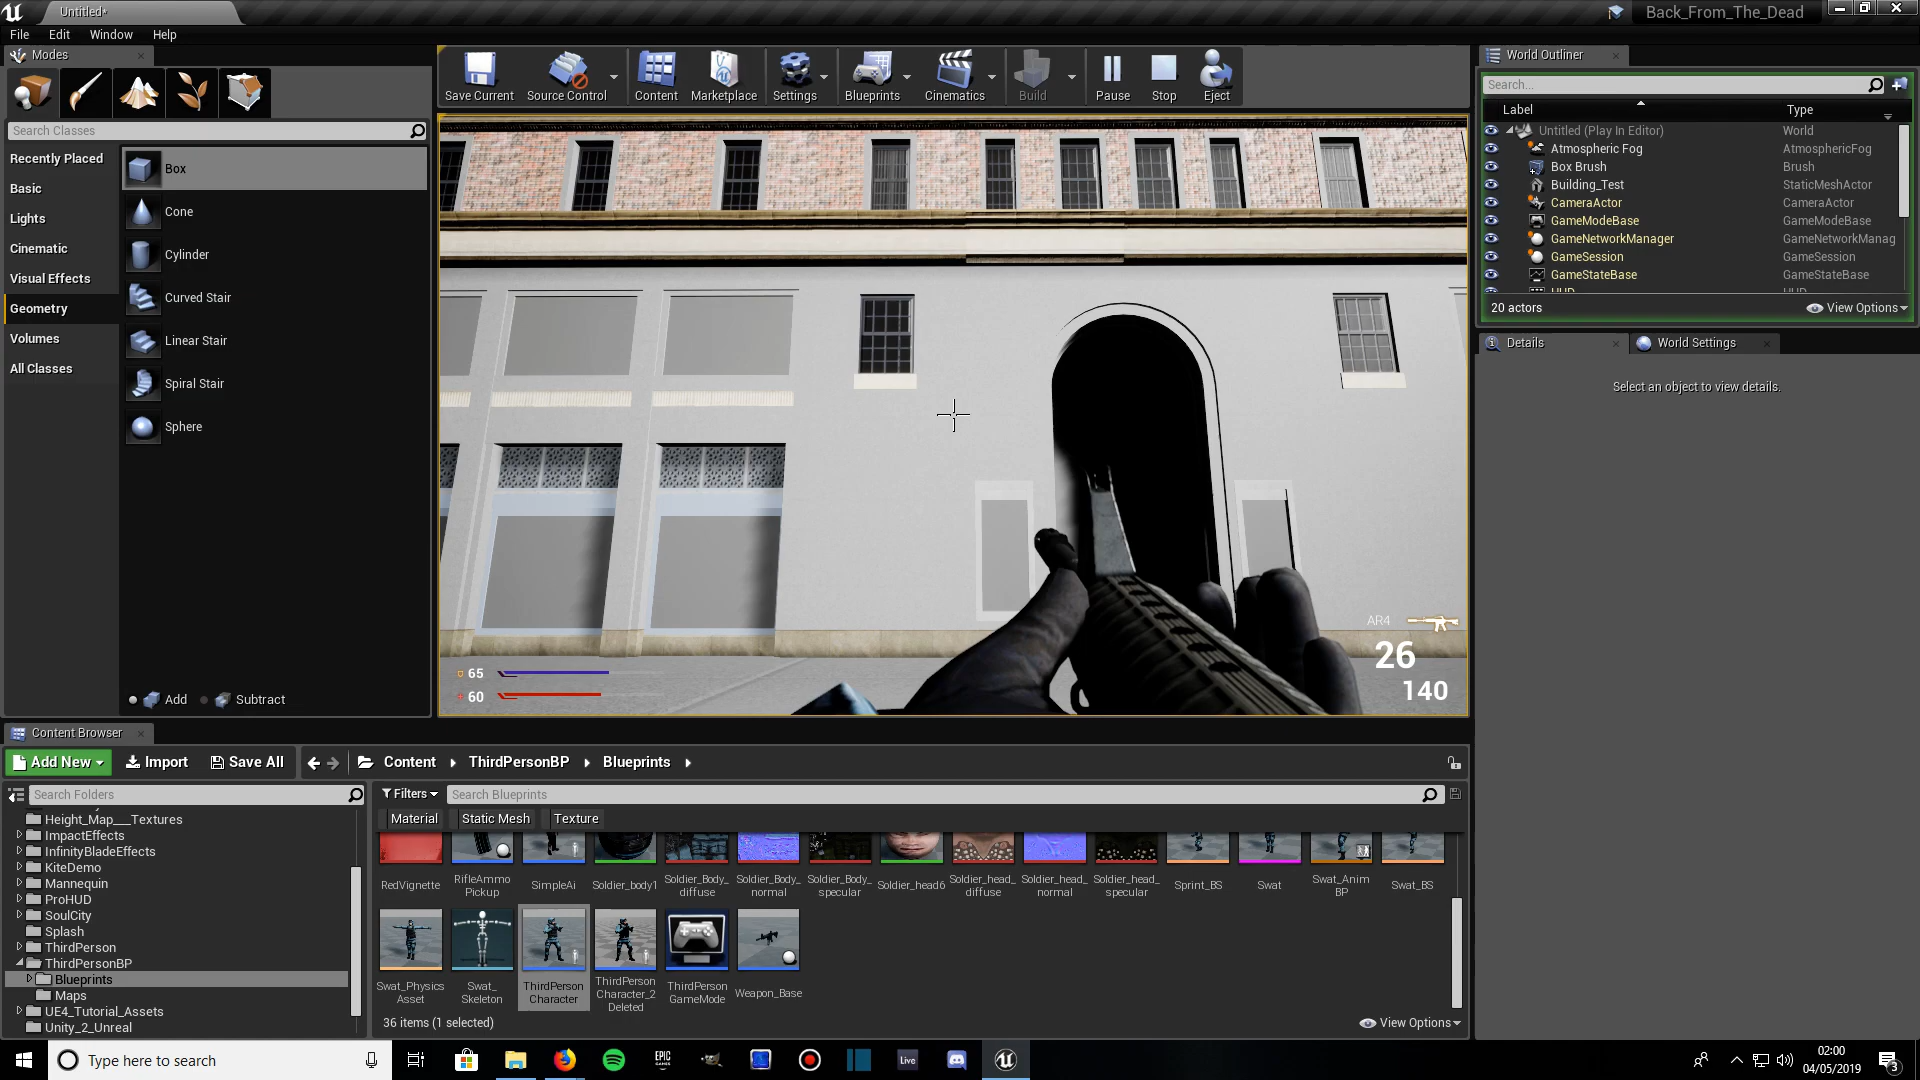 Untitled*
Back_From_The_Dead
File Edit Window Help
Modes
Save Current
Source Control
Content
Marketplace
Settings
Blueprints
Cinematics
Build
Pause
Stop
Eject
World Outliner
Search...
Label Type
Untitled (Play In Editor) World
Atmospheric Fog AtmosphericFog
Box Brush Brush
Building_Test StaticMeshActor
CameraActor CameraActor
GameModeBase GameModeBase
GameNetworkManager GameNetworkManag
GameSession GameSession
GameStateBase GameStateBase
HUD HUD
20 actors
View Options
Details
World Settings
Select an object to view details.
Search Classes
Recently Placed
Basic
Lights
Cinematic
Visual Effects
Geometry
Volumes
All Classes
Box
Cone
Cylinder
Curved Stair
Linear Stair
Spiral Stair
Sphere
Add
Subtract
65
60
AR4
26
140
Content Browser
Add New
Import
Save All
Content
ThirdPersonBP
Blueprints
Search Folders
Filters
Search Blueprints
Material
Static Mesh
Texture
Height_Map___Textures
ImpactEffects
InfinityBladeEffects
KiteDemo
Mannequin
ProHUD
SoulCity
Splash
ThirdPerson
ThirdPersonBP
Blueprints
Maps
UE4_Tutorial_Assets
Unity_2_Unreal
RedVignette
RifleAmmo
Pickup
SimpleAi
Soldier_body1
Soldier_Body_
diffuse
Soldier_Body_
normal
Soldier_Body_
specular
Soldier_head6
Soldier_head_
diffuse
Soldier_head_
normal
Soldier_head_
specular
Sprint_BS
Swat
Swat_Anim
BP
Swat_BS
Swat_Physics
Asset
Swat_
Skeleton
ThirdPerson
Character
ThirdPerson
Character_2
Deleted
ThirdPerson
GameMode
Weapon_Base
36 items (1 selected)
View Options
Type here to search
EPIC
GAMES
Live
02:00
04/05/2019
3